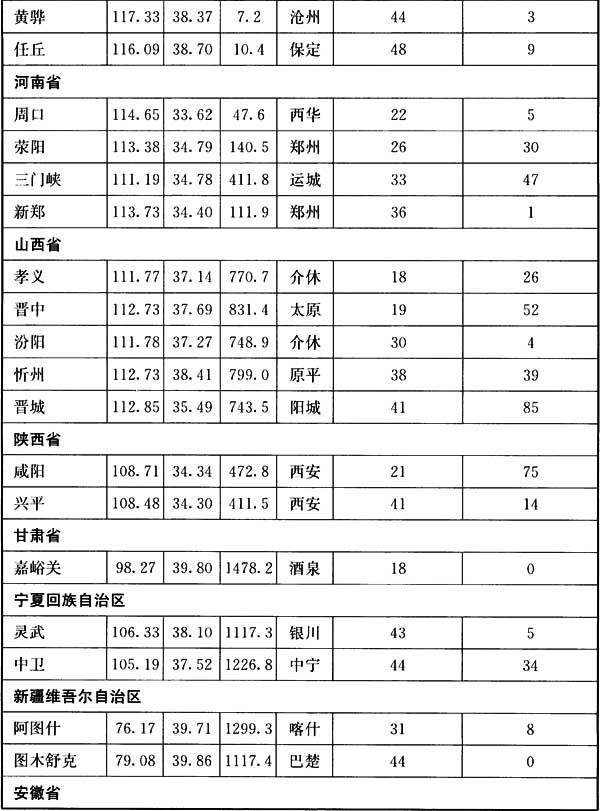 黄骅 117.33 38.37 7.2 沧州 44 3
任丘 116.09 38.70 10.4 保定 48 9
河南省
周口 114.65 33.62 47.6 西华 22 5
荥阳 113.38 34.79 140.5 郑州 26 30
三门峡 111.19 34.78 411.8 运城 33 47
新郑 113.73 34.40 111.9 郑州 36 1
山西省
孝义 111.77 37.14 770.7 介休 18 26
晋中 112.73 37.69 831.4 太原 19 52
汾阳 111.78 37.27 748.9 介休 30 4
忻州 112.73 38.41 799.0 原平 38 39
晋城 112.85 35.49 743.5 阳城 41 85
陕西省
咸阳 108.71 34.34 472.8 西安 21 75
兴平 108.48 34.30 411.5 西安 41 14
甘肃省
嘉峪关 98.27 39.80 1478.2 酒泉 18 0
宁夏回族自治区
灵武 106.33 38.10 1117.3 银川 43 5
中卫 105.19 37.52 1226.8 中宁 44 34
新疆维吾尔自治区
阿图什 76.17 39.71 1299.3 喀什 31 8
图木舒克 79.08 39.86 1117.4 巴楚 44 0
安徽省